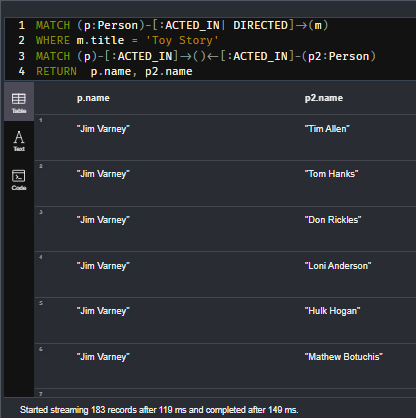 1 MATCH (p:Person)-[:ACTED_IN| DIRECTED]→(m)
2 WHERE m.title = 'Toy Story'
3 MATCH (p)-[:ACTED_IN]→()←[:ACTED_IN]-(p2:Person)
4 RETURN  p.name, p2.name
p.name p2.name
Table
Text
Code
1 "Jim Varney" "Tim Allen"
2 "Jim Varney" "Tom Hanks"
3 "Jim Varney" "Don Rickles"
4 "Jim Varney" "Loni Anderson"
5 "Jim Varney" "Hulk Hogan"
6 "Jim Varney" "Mathew Botuchis"
7
Started streaming 183 records after 119 ms and completed after 149 ms.